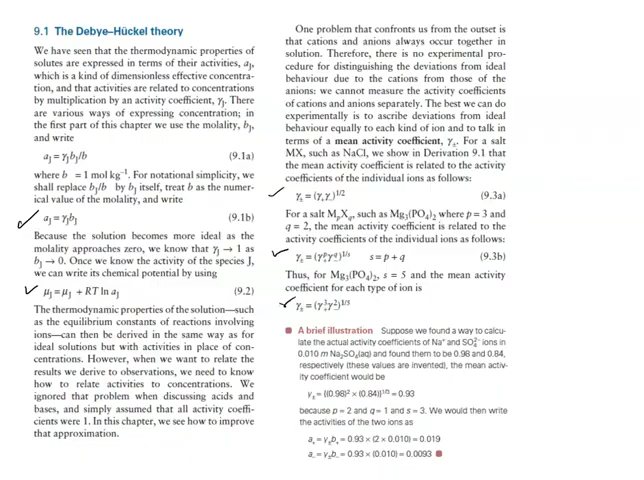 9.1 The Debye–Hückel theory
We have seen that the thermodynamic properties of
solutes are expressed in terms of their activities, aJ,
which is a kind of dimensionless effective concentra-
tion, and that activities are related to concentrations
by multiplication by an activity coefficient, γJ. There
are various ways of expressing concentration; in
the first part of this chapter we use the molality, bJ,
and write
aJ = γJbJ/b (9.1a)
where b = 1 mol kg⁻¹. For notational simplicity, we
shall replace bJ/b by bJ itself, treat b as the numer-
ical value of the molality, and write
aJ = γJbJ (9.1b)
Because the solution becomes more ideal as the
molality approaches zero, we know that γJ → 1 as
bJ → 0. Once we know the activity of the species J,
we can write its chemical potential by using
μJ = μJ + RT ln aJ (9.2)
The thermodynamic properties of the solution—such
as the equilibrium constants of reactions involving
ions—can then be derived in the same way as for
ideal solutions but with activities in place of con-
centrations. However, when we want to relate the
results we derive to observations, we need to know
how to relate activities to concentrations. We
ignored that problem when discussing acids and
bases, and simply assumed that all activity coeffi-
cients were 1. In this chapter, we see how to improve
that approximation.
One problem that confronts us from the outset is
that cations and anions always occur together in
solution. Therefore, there is no experimental pro-
cedure for distinguishing the deviations from ideal
behaviour due to the cations from those of the
anions: we cannot measure the activity coefficients
of cations and anions separately. The best we can do
experimentally is to ascribe deviations from ideal
behaviour equally to each kind of ion and to talk in
terms of a mean activity coefficient, γ±. For a salt
MX, such as NaCl, we show in Derivation 9.1 that
the mean activity coefficient is related to the activity
coefficients of the individual ions as follows:
γ± = (γ₊γ₋)¹/² (9.3a)
For a salt MpXq, such as Mg₃(PO₄)₂ where p = 3 and
q = 2, the mean activity coefficient is related to the
activity coefficients of the individual ions as follows:
γ± = (γ₊ᵖγ₋^q)¹/ˢ s = p + q (9.3b)
Thus, for Mg₃(PO₄)₂, s = 5 and the mean activity
coefficient for each type of ion is
γ± = (γ₊³γ₋²)¹/⁵
A brief illustration Suppose we found a way to calcu-
late the actual activity coefficients of Na⁺ and SO₄²⁻ ions in
0.010 m Na₂SO₄(aq) and found them to be 0.98 and 0.84,
respectively (these values are invented), the mean activ-
ity coefficient would be
γ± = {(0.98)² × (0.84)}¹/³ = 0.93
because p = 2 and q = 1 and s = 3. We would then write
the activities of the two ions as
a₊ = γ±b₊ = 0.93 × (2 × 0.010) = 0.019
a₋ = γ±b₋ = 0.93 × (0.010) = 0.0093